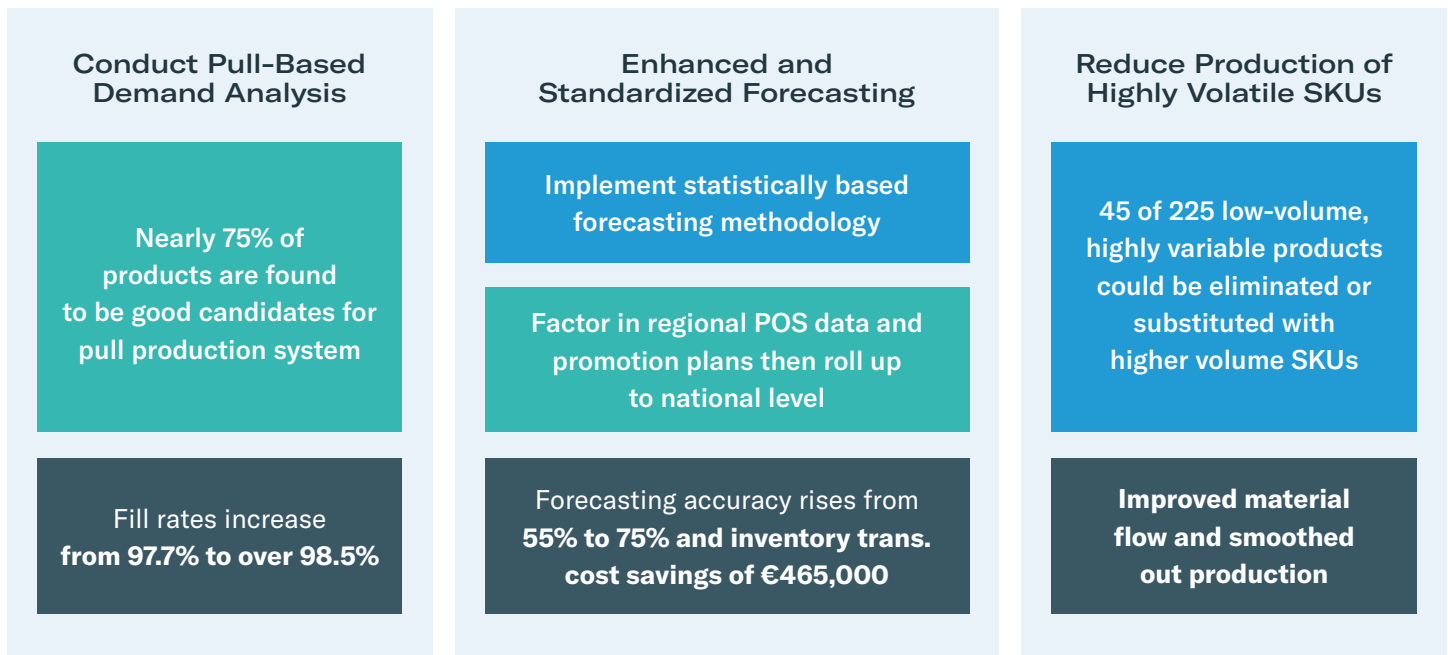 Conduct Pull-Based
Demand Analysis
Nearly 75% of
products are found
to be good candidates for
pull production system
Fill rates increase
from 97.7% to over 98.5%
Enhanced and
Standardized Forecasting
Implement statistically based
forecasting methodology
Factor in regional POS data and
promotion plans then roll up
to national level
Forecasting accuracy rises from
55% to 75% and inventory trans.
cost savings of €465,000
Reduce Production of
Highly Volatile SKUs
45 of 225 low-volume,
highly variable products
could be eliminated or
substituted with
higher volume SKUs
Improved material
flow and smoothed
out production